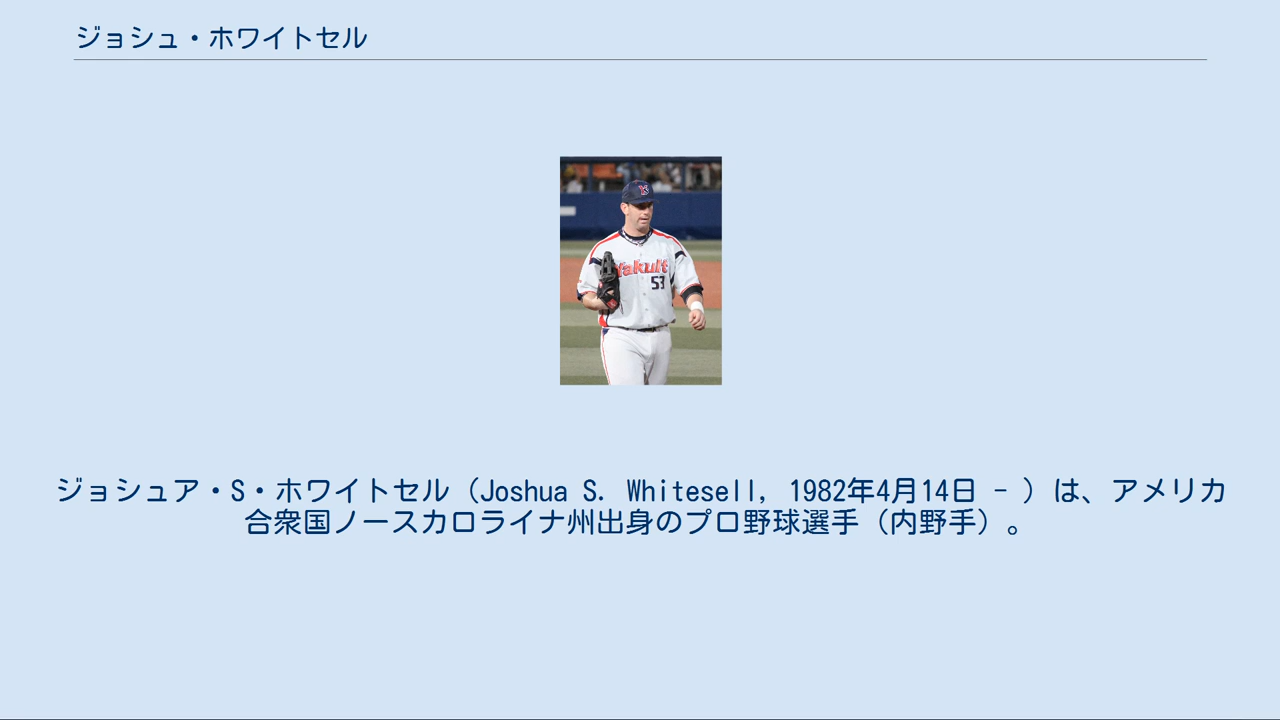 ジョシュ・ホワイトセル
Yakult
53
ジョシュア・S・ホワイトセル（Joshua S. Whitesell, 1982年4月14日 - ）は、アメリカ
合衆国ノースカロライナ州出身のプロ野球選手（内野手）。